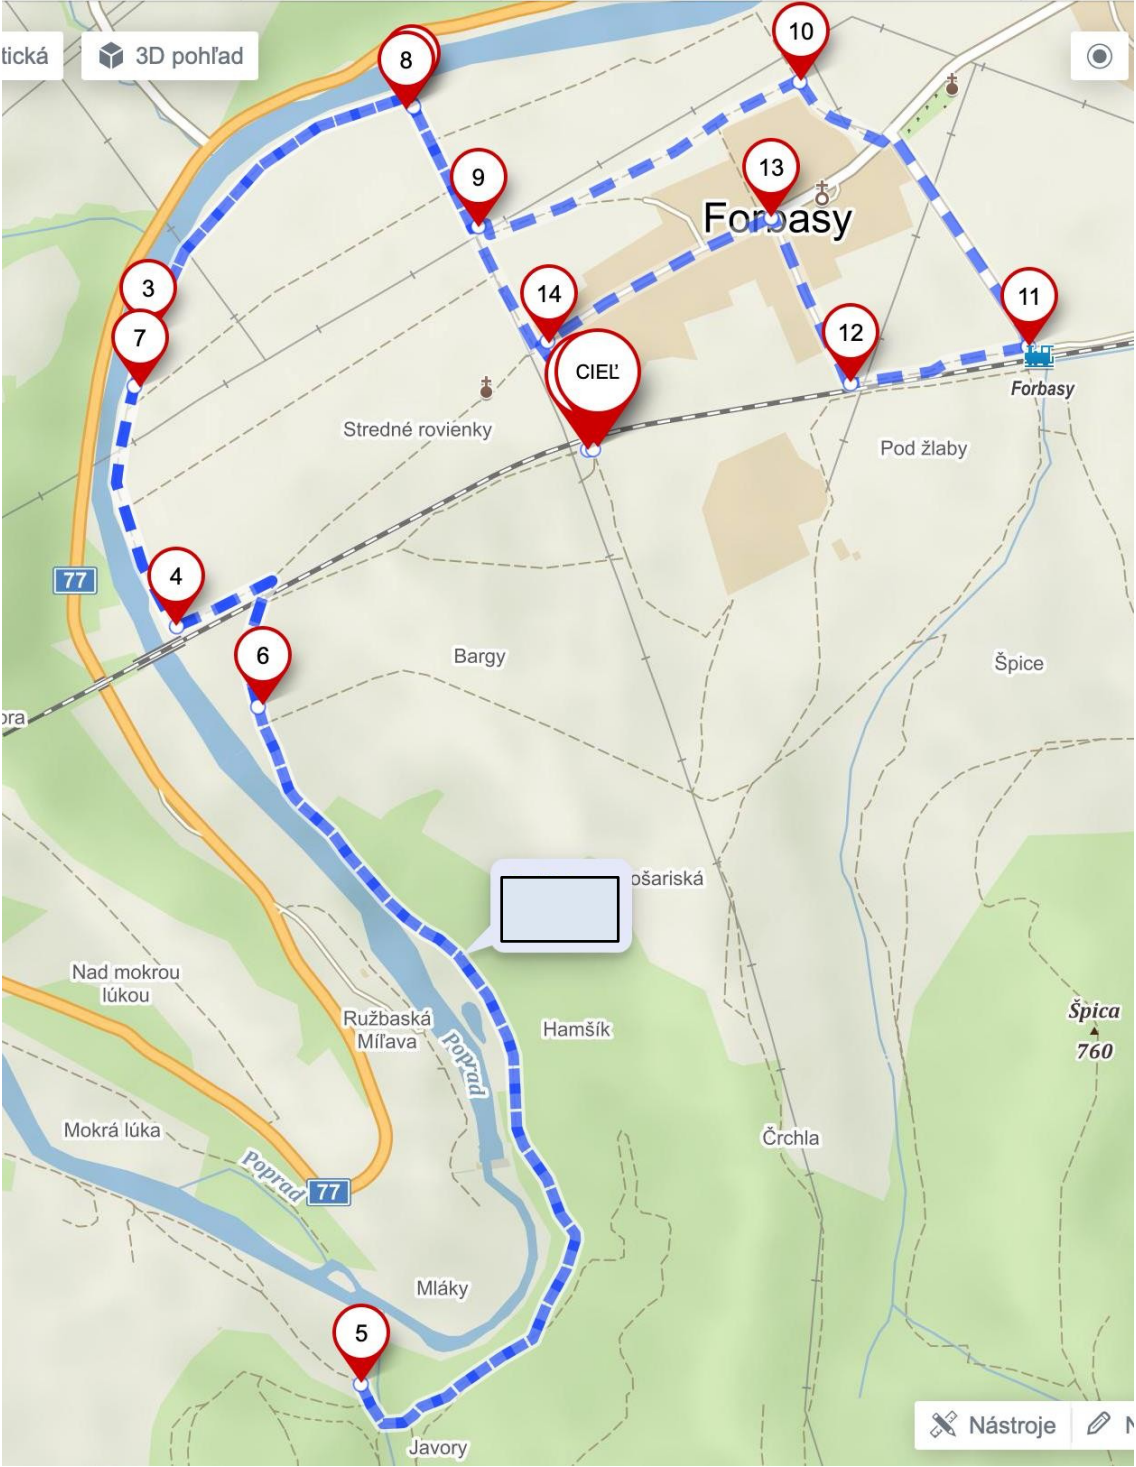 tická
3D pohľad
8
10
9
13
Forbasy
3
14
11
7
12
CIEĽ
Forbasy
Stredné rovienky
Pod žlaby
77
4
6
Bargy
Špice
ora
ošariská
Nad mokrou
lúkou
Ružbaská
Míľava
Poprad
Hamšík
Špica
760
Mokrá lúka
Črchla
Poprad
77
Mláky
5
Javory
Nástroje
N